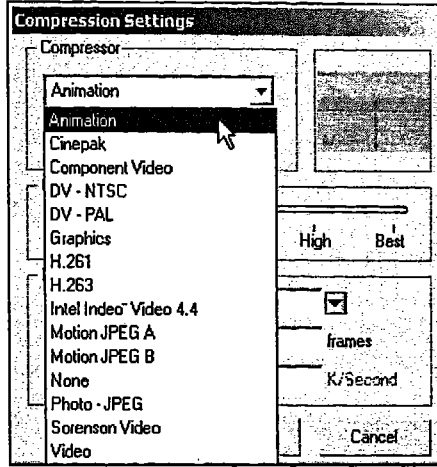 Compression Settings
Compressor
Animation
Animation
Cinepak
Component Video
DV - NTSC
DV - PAL
Graphics
High Best
H.261
H.263
Intel Indeo™ Video 4.4
Motion JPEG A
frames
Motion JPEG B
None
K/Second
Photo - JPEG
Sorenson Video
Cancel
Video